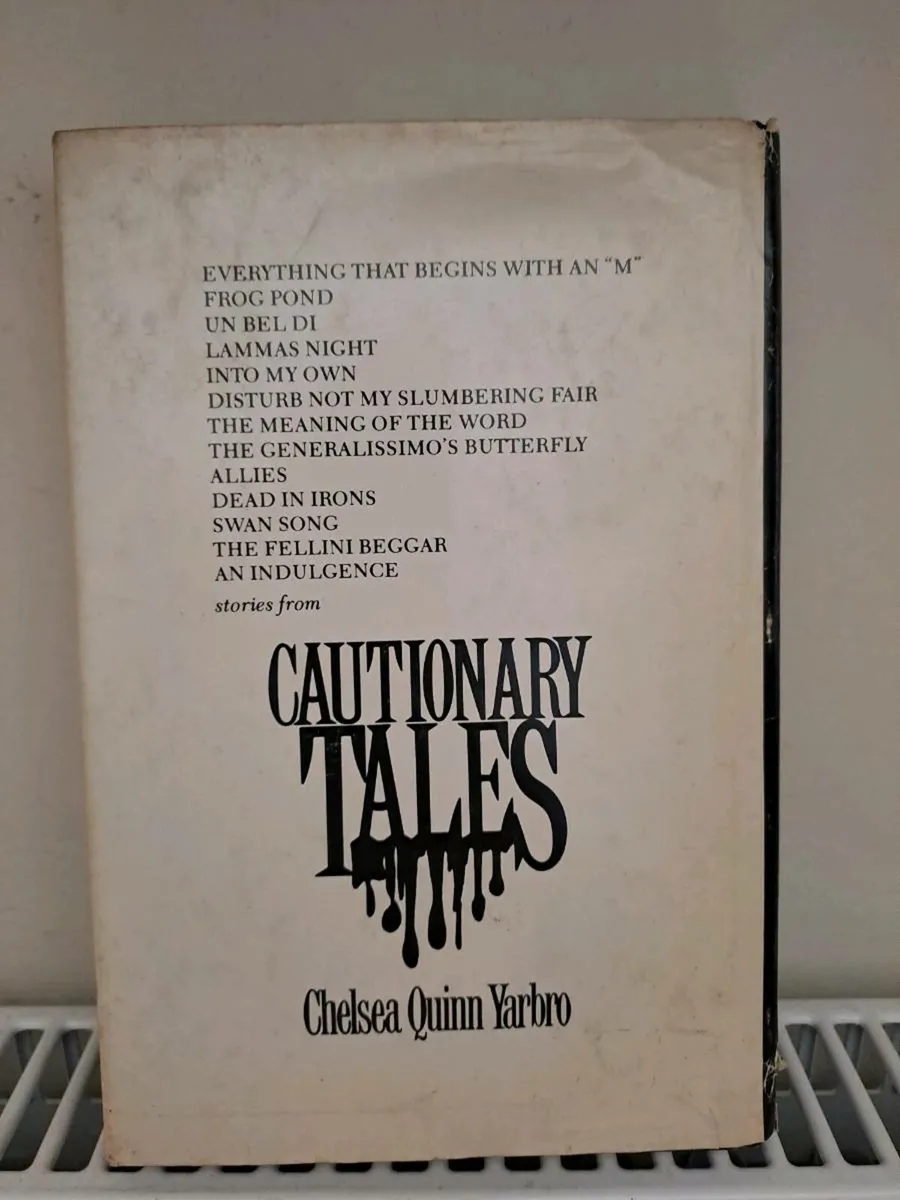 EVERYTHING THAT BEGINS WITH AN "M"
FROG POND
UN BEL DI
LAMMAS NIGHT
INTO MY OWN
DISTURB NOT MY SLUMBERING FAIR
THE MEANING OF THE WORD
THE GENERALISSIMO'S BUTTERFLY
ALLIES
DEAD IN IRONS
SWAN SONG
THE FELLINI BEGGAR
AN INDULGENCE
stories from
CAUTIONARY
TALES
Chelsea Quinn Yarbro